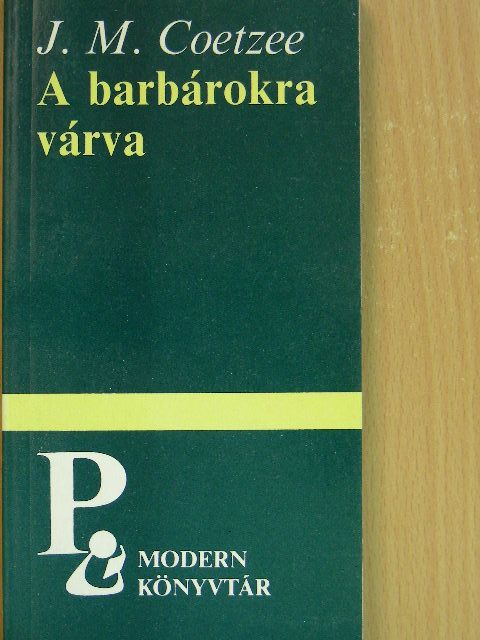 J. M. Coetzee
A barbárokra
várva
P
MODERN
KÖNYVTÁR